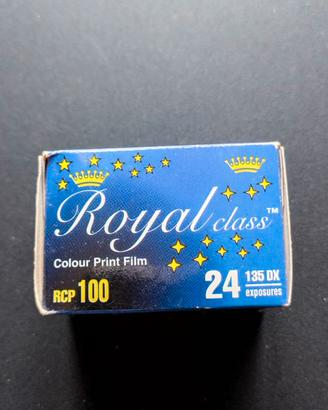 Royal class™
Colour Print Film
RCP 100
24 135 DX
exposures